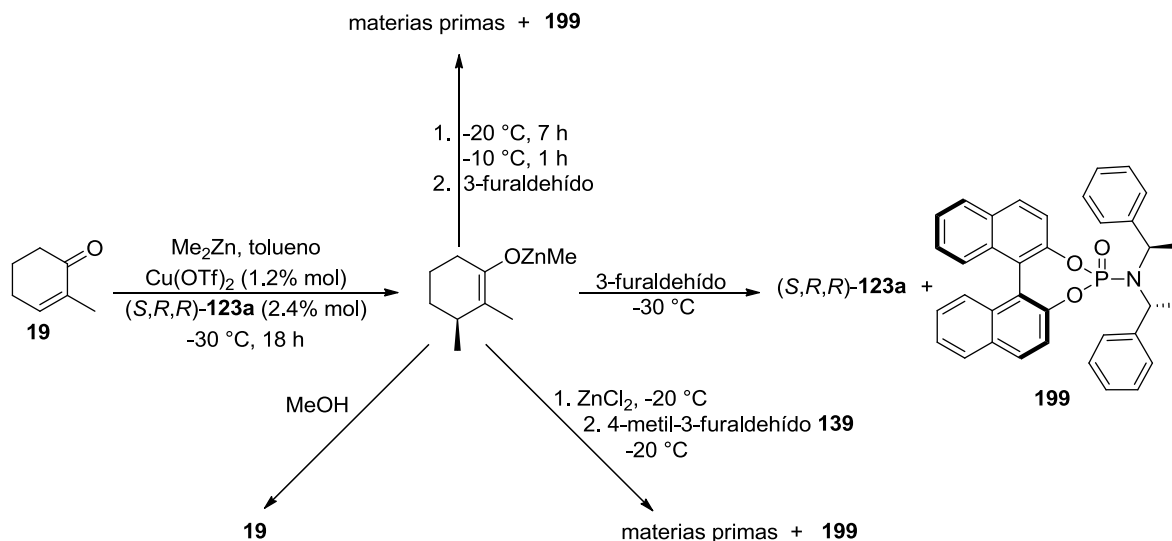 materias primas + 199
1. -20 °C, 7 h
-10 °C, 1 h
2. 3-furaldehído
O
19
Me2Zn, tolueno
Cu(OTf)2 (1.2% mol)
(S,R,R)-123a (2.4% mol)
-30 °C, 18 h
OZnMe
3-furaldehído
-30 °C
(S,R,R)-123a +
O
O
P
N
O
199
MeOH
1. ZnCl2, -20 °C
2. 4-metil-3-furaldehído 139
-20 °C
19
materias primas + 199